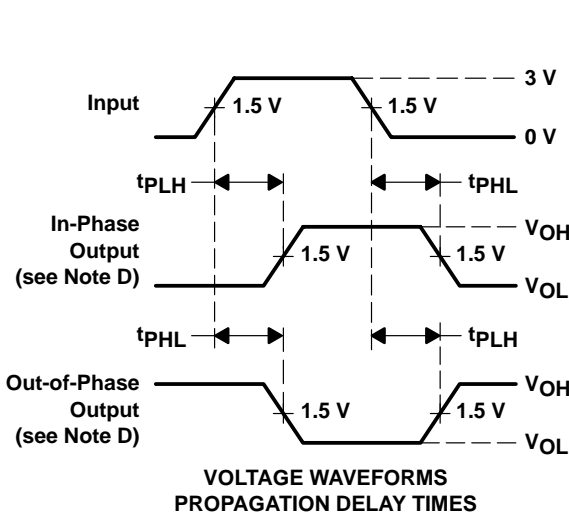 3 V
Input
1.5 V
1.5 V
0 V
tPLH
tPHL
In-Phase
Output
(see Note D)
VOH
1.5 V
1.5 V
VOL
tPHL
tPLH
Out-of-Phase
Output
(see Note D)
VOH
1.5 V
1.5 V
VOL
VOLTAGE WAVEFORMS
PROPAGATION DELAY TIMES